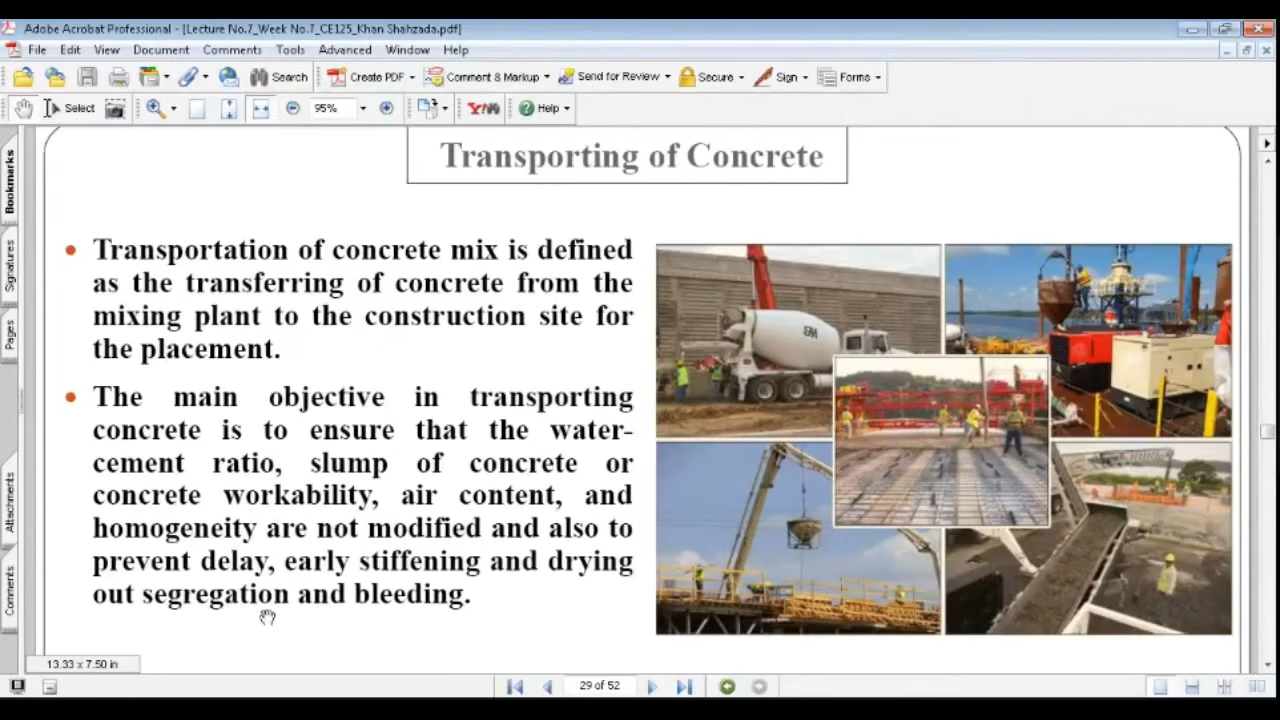 Adobe Acrobat Professional - [Lecture No.7_Week No.7_CE125_Khan Shahzada.pdf]
File Edit View Document Comments Tools Advanced Window Help
Search Create PDF Comment & Markup Send for Review Secure Sign Forms
Select 95% Y! Help
Bookmarks
Signatures
Pages
Attachments
Comments
Transporting of Concrete
• Transportation of concrete mix is defined
as the transferring of concrete from the
mixing plant to the construction site for
the placement.
• The main objective in transporting
concrete is to ensure that the water-
cement ratio, slump of concrete or
concrete workability, air content, and
homogeneity are not modified and also to
prevent delay, early stiffening and drying
out segregation and bleeding.
13.33 x 7.50 in
29 of 52